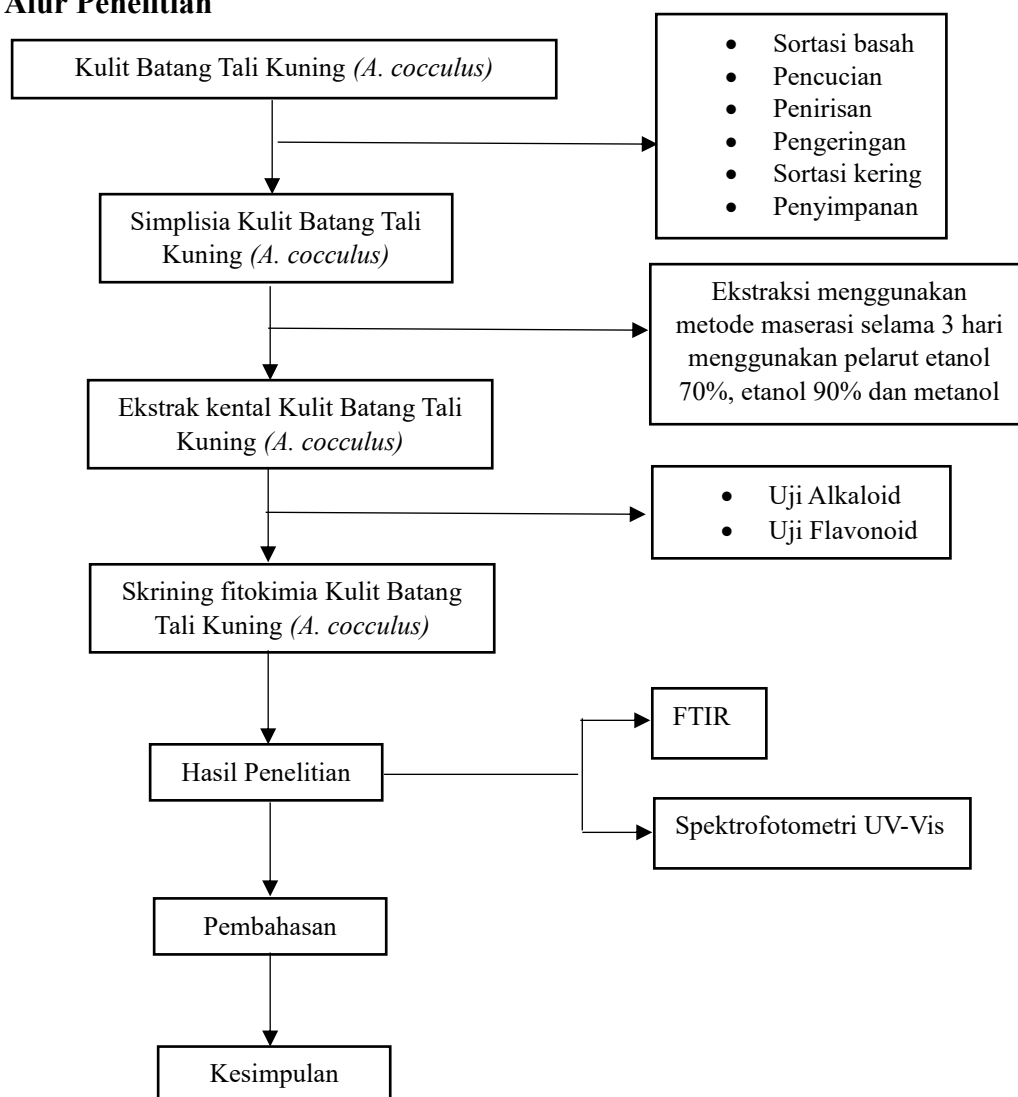 Alur Penelitian
Kulit Batang Tali Kuning (A. cocculus)
• Sortasi basah
• Pencucian
• Penirisan
• Pengeringan
• Sortasi kering
• Penyimpanan
Simplisia Kulit Batang Tali
Kuning (A. cocculus)
Ekstraksi menggunakan
metode maserasi selama 3 hari
menggunakan pelarut etanol
70%, etanol 90% dan metanol
Ekstrak kental Kulit Batang Tali
Kuning (A. cocculus)
• Uji Alkaloid
• Uji Flavonoid
Skrining fitokimia Kulit Batang
Tali Kuning (A. cocculus)
FTIR
Hasil Penelitian
Spektrofotometri UV-Vis
Pembahasan
Kesimpulan